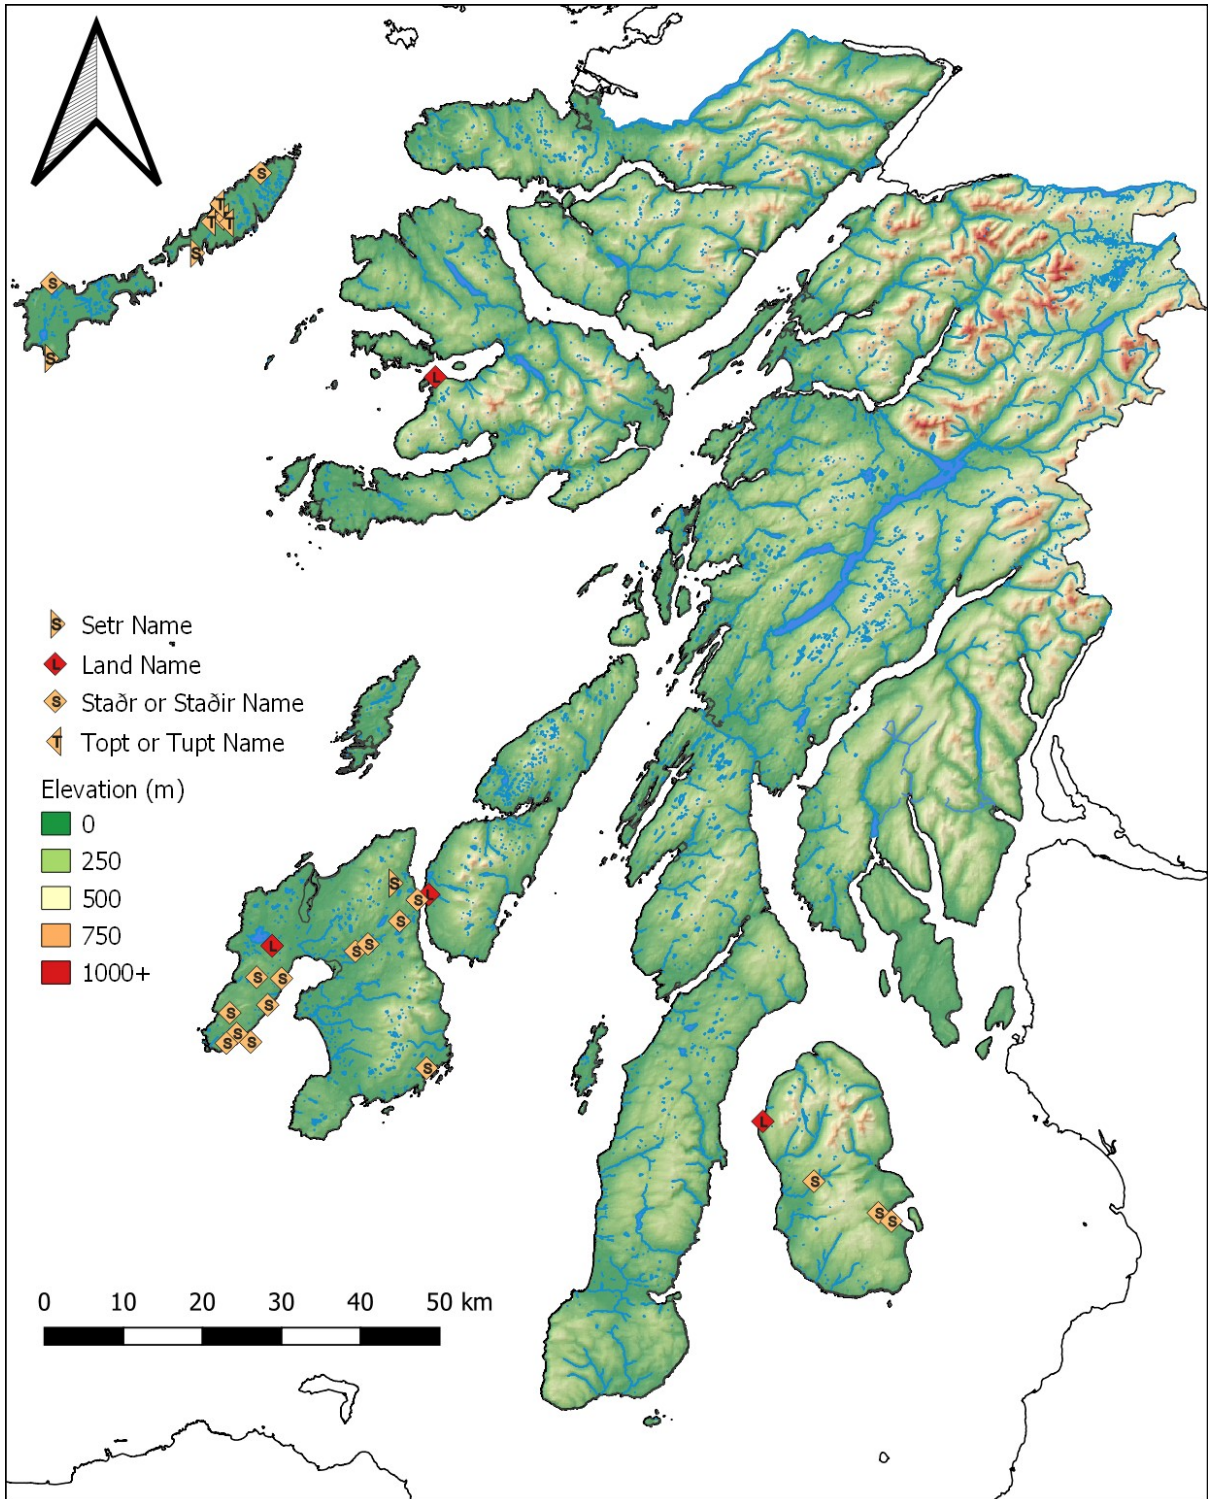 S
T
T
T
S
S
S
L
S Setr Name
L Land Name
S Staðr or Staðir Name
T Topt or Tupt Name
Elevation (m)
0
250
500
750
1000+
S
L
S
S
S
S
L
S
S
S
S
S
S
S
S
L
S
S
S
0 10 20 30 40 50 km